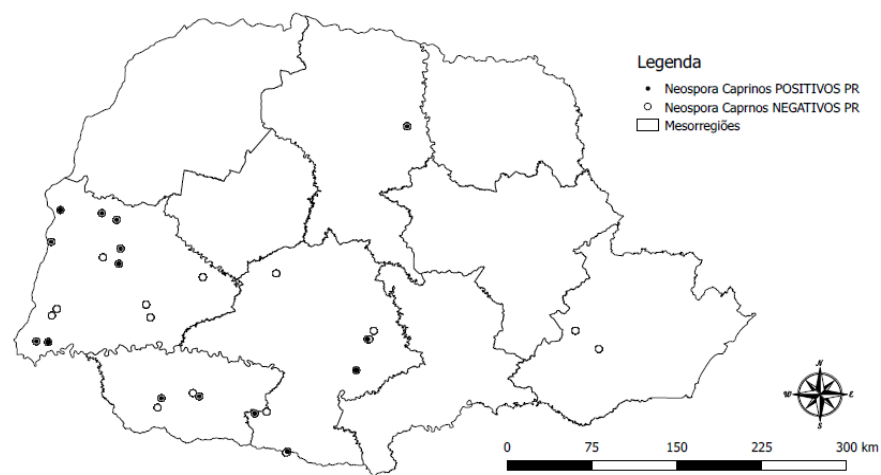 Legenda
Neospora Caprinos POSITIVOS PR
Neospora Caprnos NEGATIVOS PR
Mesorregiões
N
W E
S
0 75 150 225 300 km